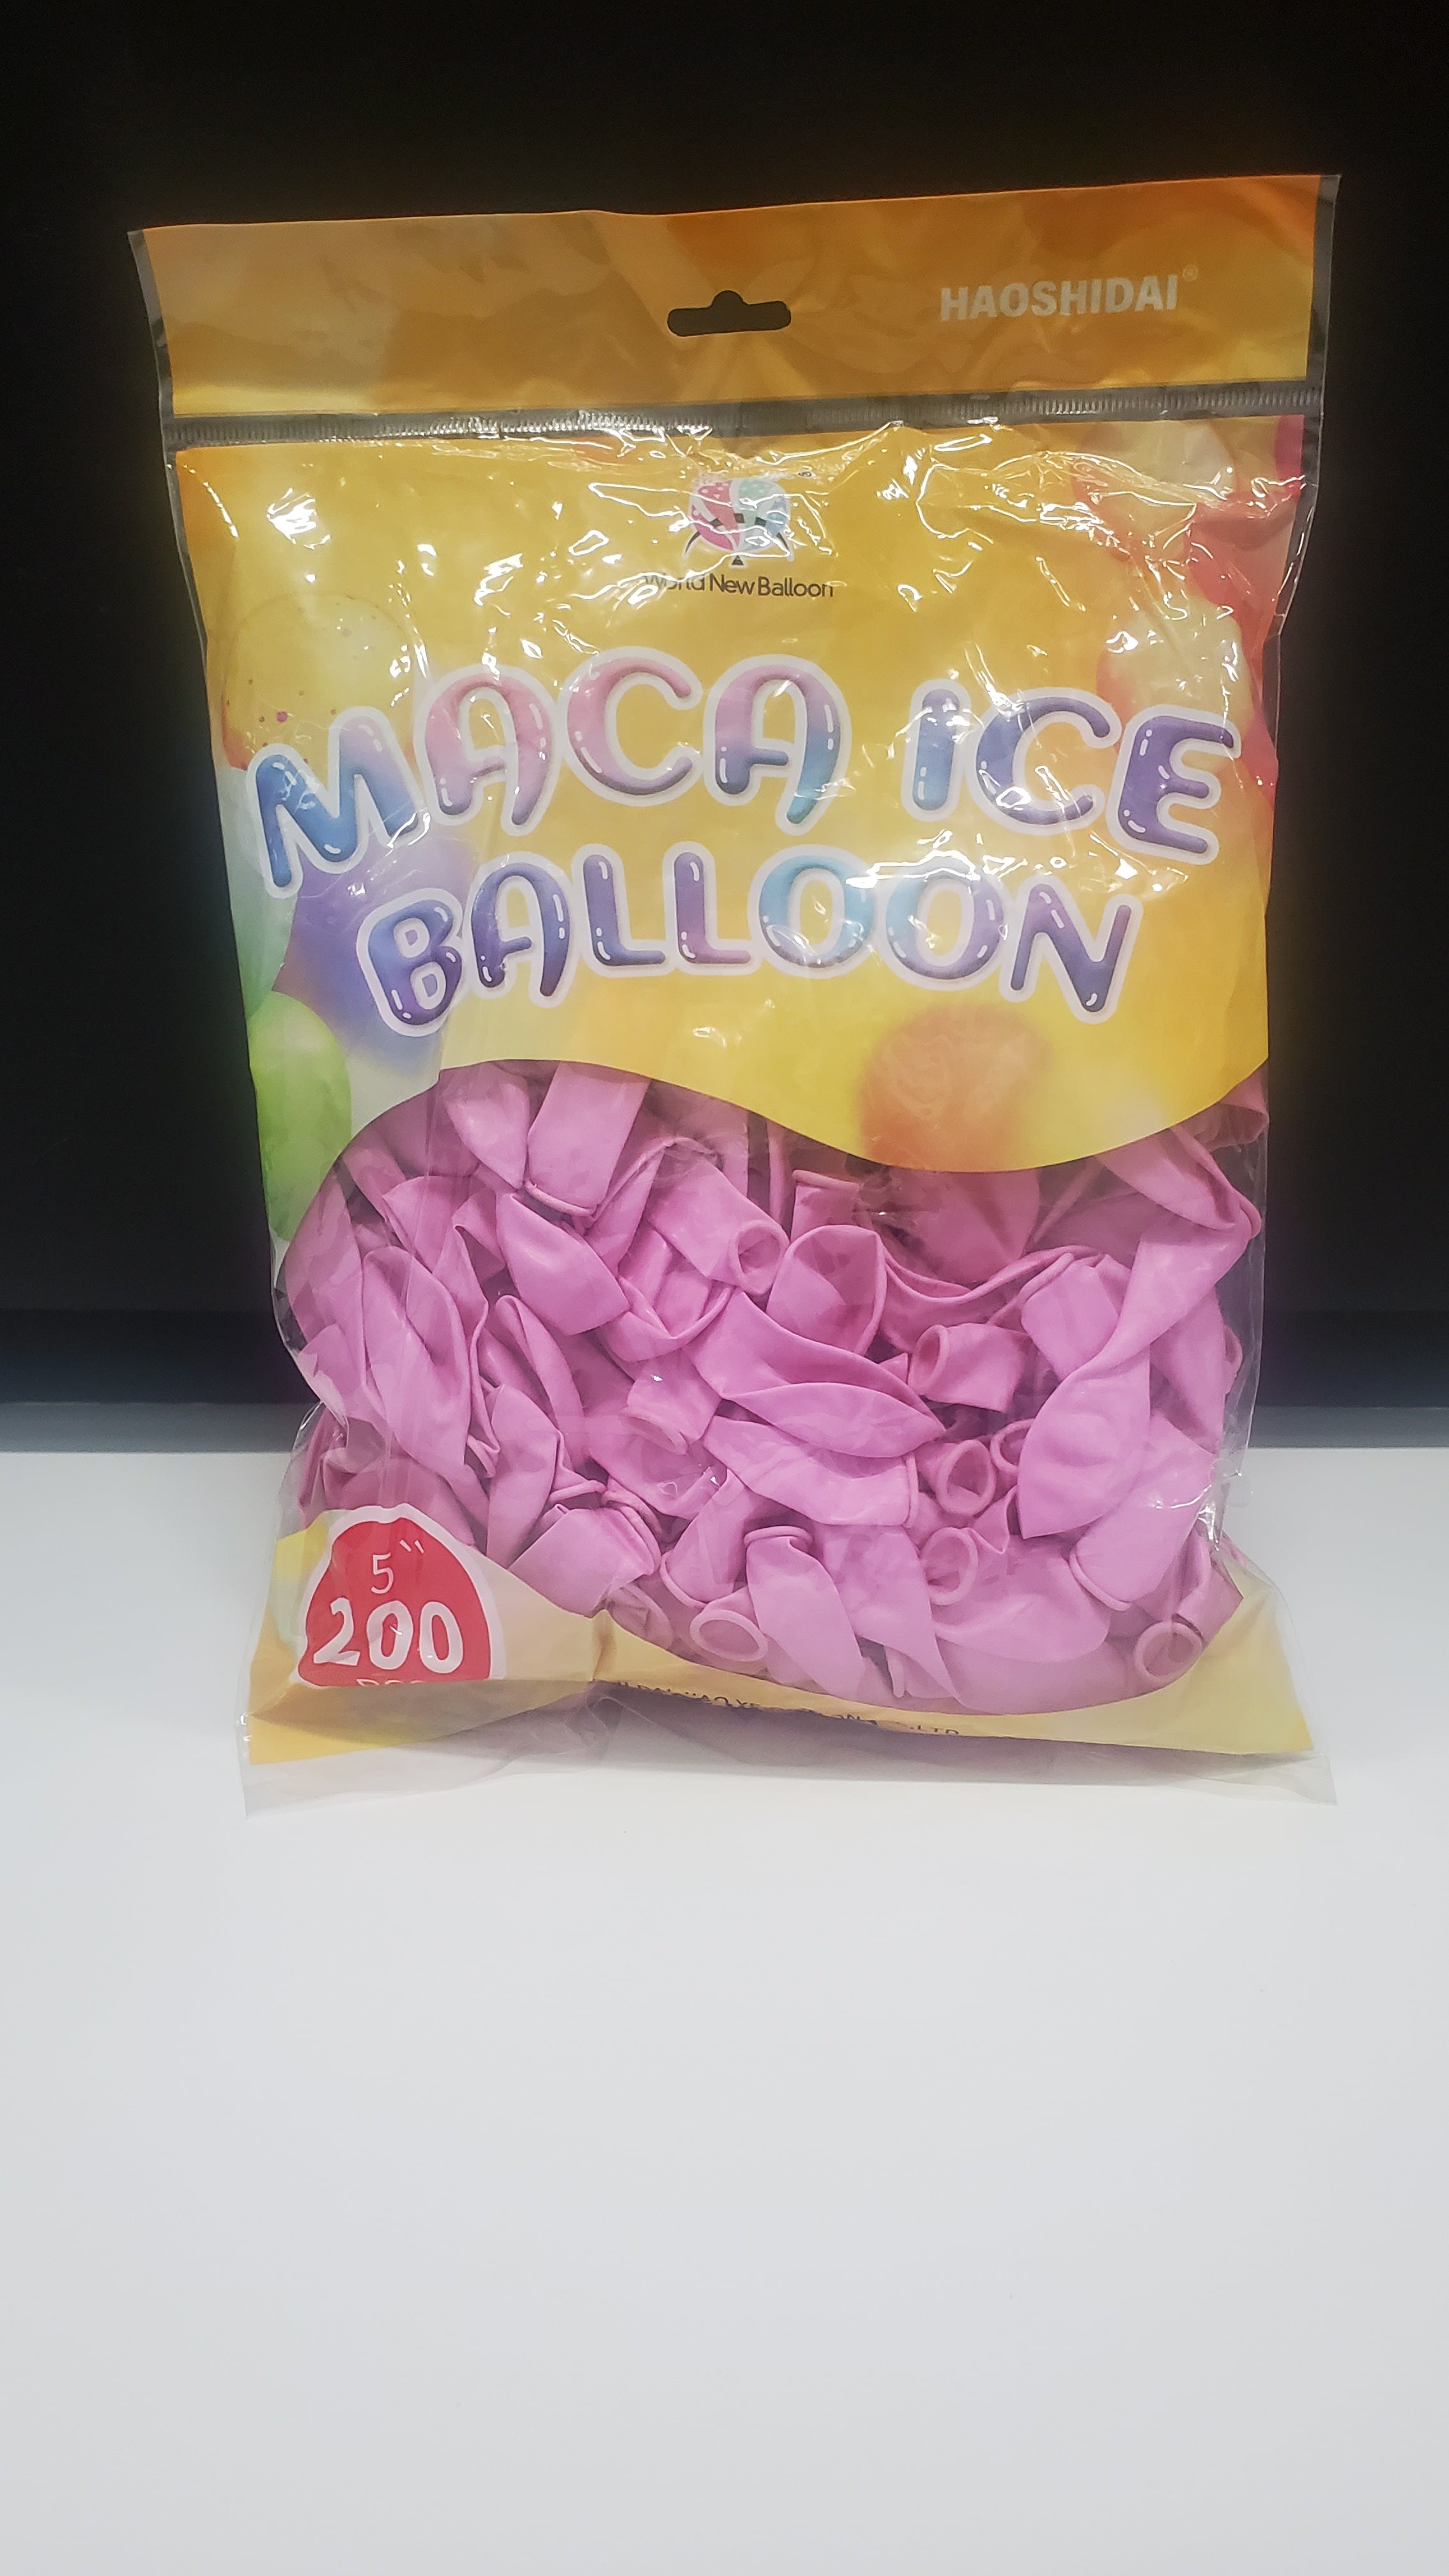 HAOSHIDAI®
World New Balloon
MACA ICE
BALLOON
5``
200